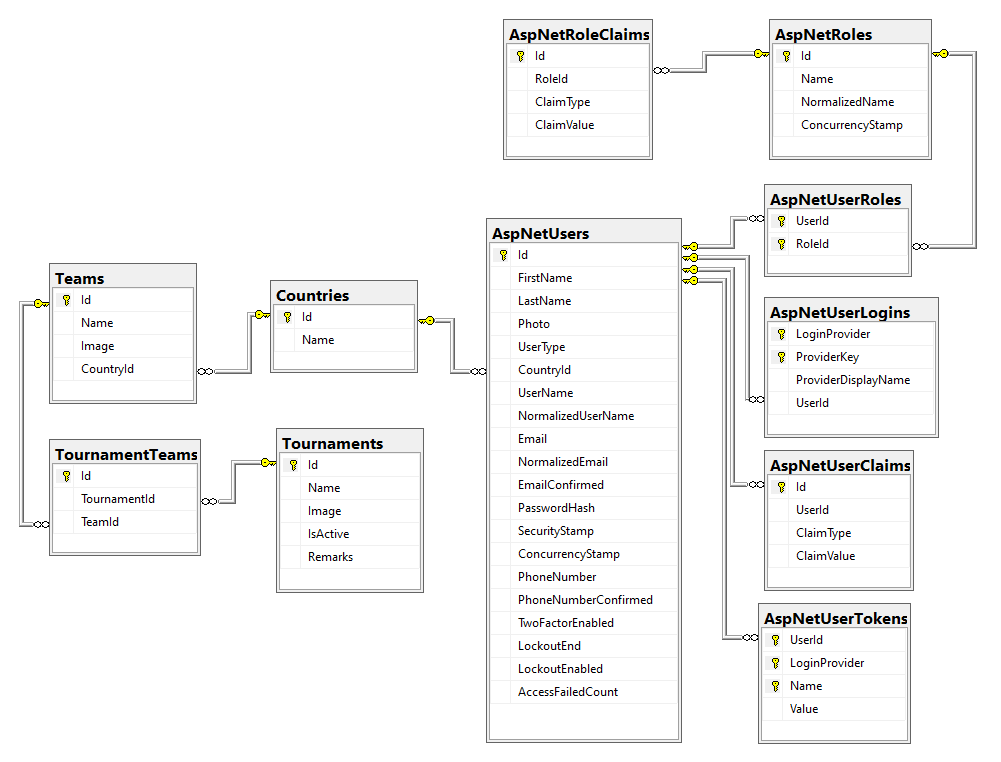 AspNetRoleClaims
Id
RoleId
ClaimType
ClaimValue
AspNetRoles
Id
Name
NormalizedName
ConcurrencyStamp
AspNetUserRoles
UserId
RoleId
AspNetUsers
Id
FirstName
LastName
Photo
UserType
CountryId
UserName
NormalizedUserName
Email
NormalizedEmail
EmailConfirmed
PasswordHash
SecurityStamp
ConcurrencyStamp
PhoneNumber
PhoneNumberConfirmed
TwoFactorEnabled
LockoutEnd
LockoutEnabled
AccessFailedCount
Teams
Id
Name
Image
CountryId
Countries
Id
Name
AspNetUserLogins
LoginProvider
ProviderKey
ProviderDisplayName
UserId
TournamentTeams
Id
TournamentId
TeamId
Tournaments
Id
Name
Image
IsActive
Remarks
AspNetUserClaims
Id
UserId
ClaimType
ClaimValue
AspNetUserTokens
UserId
LoginProvider
Name
Value